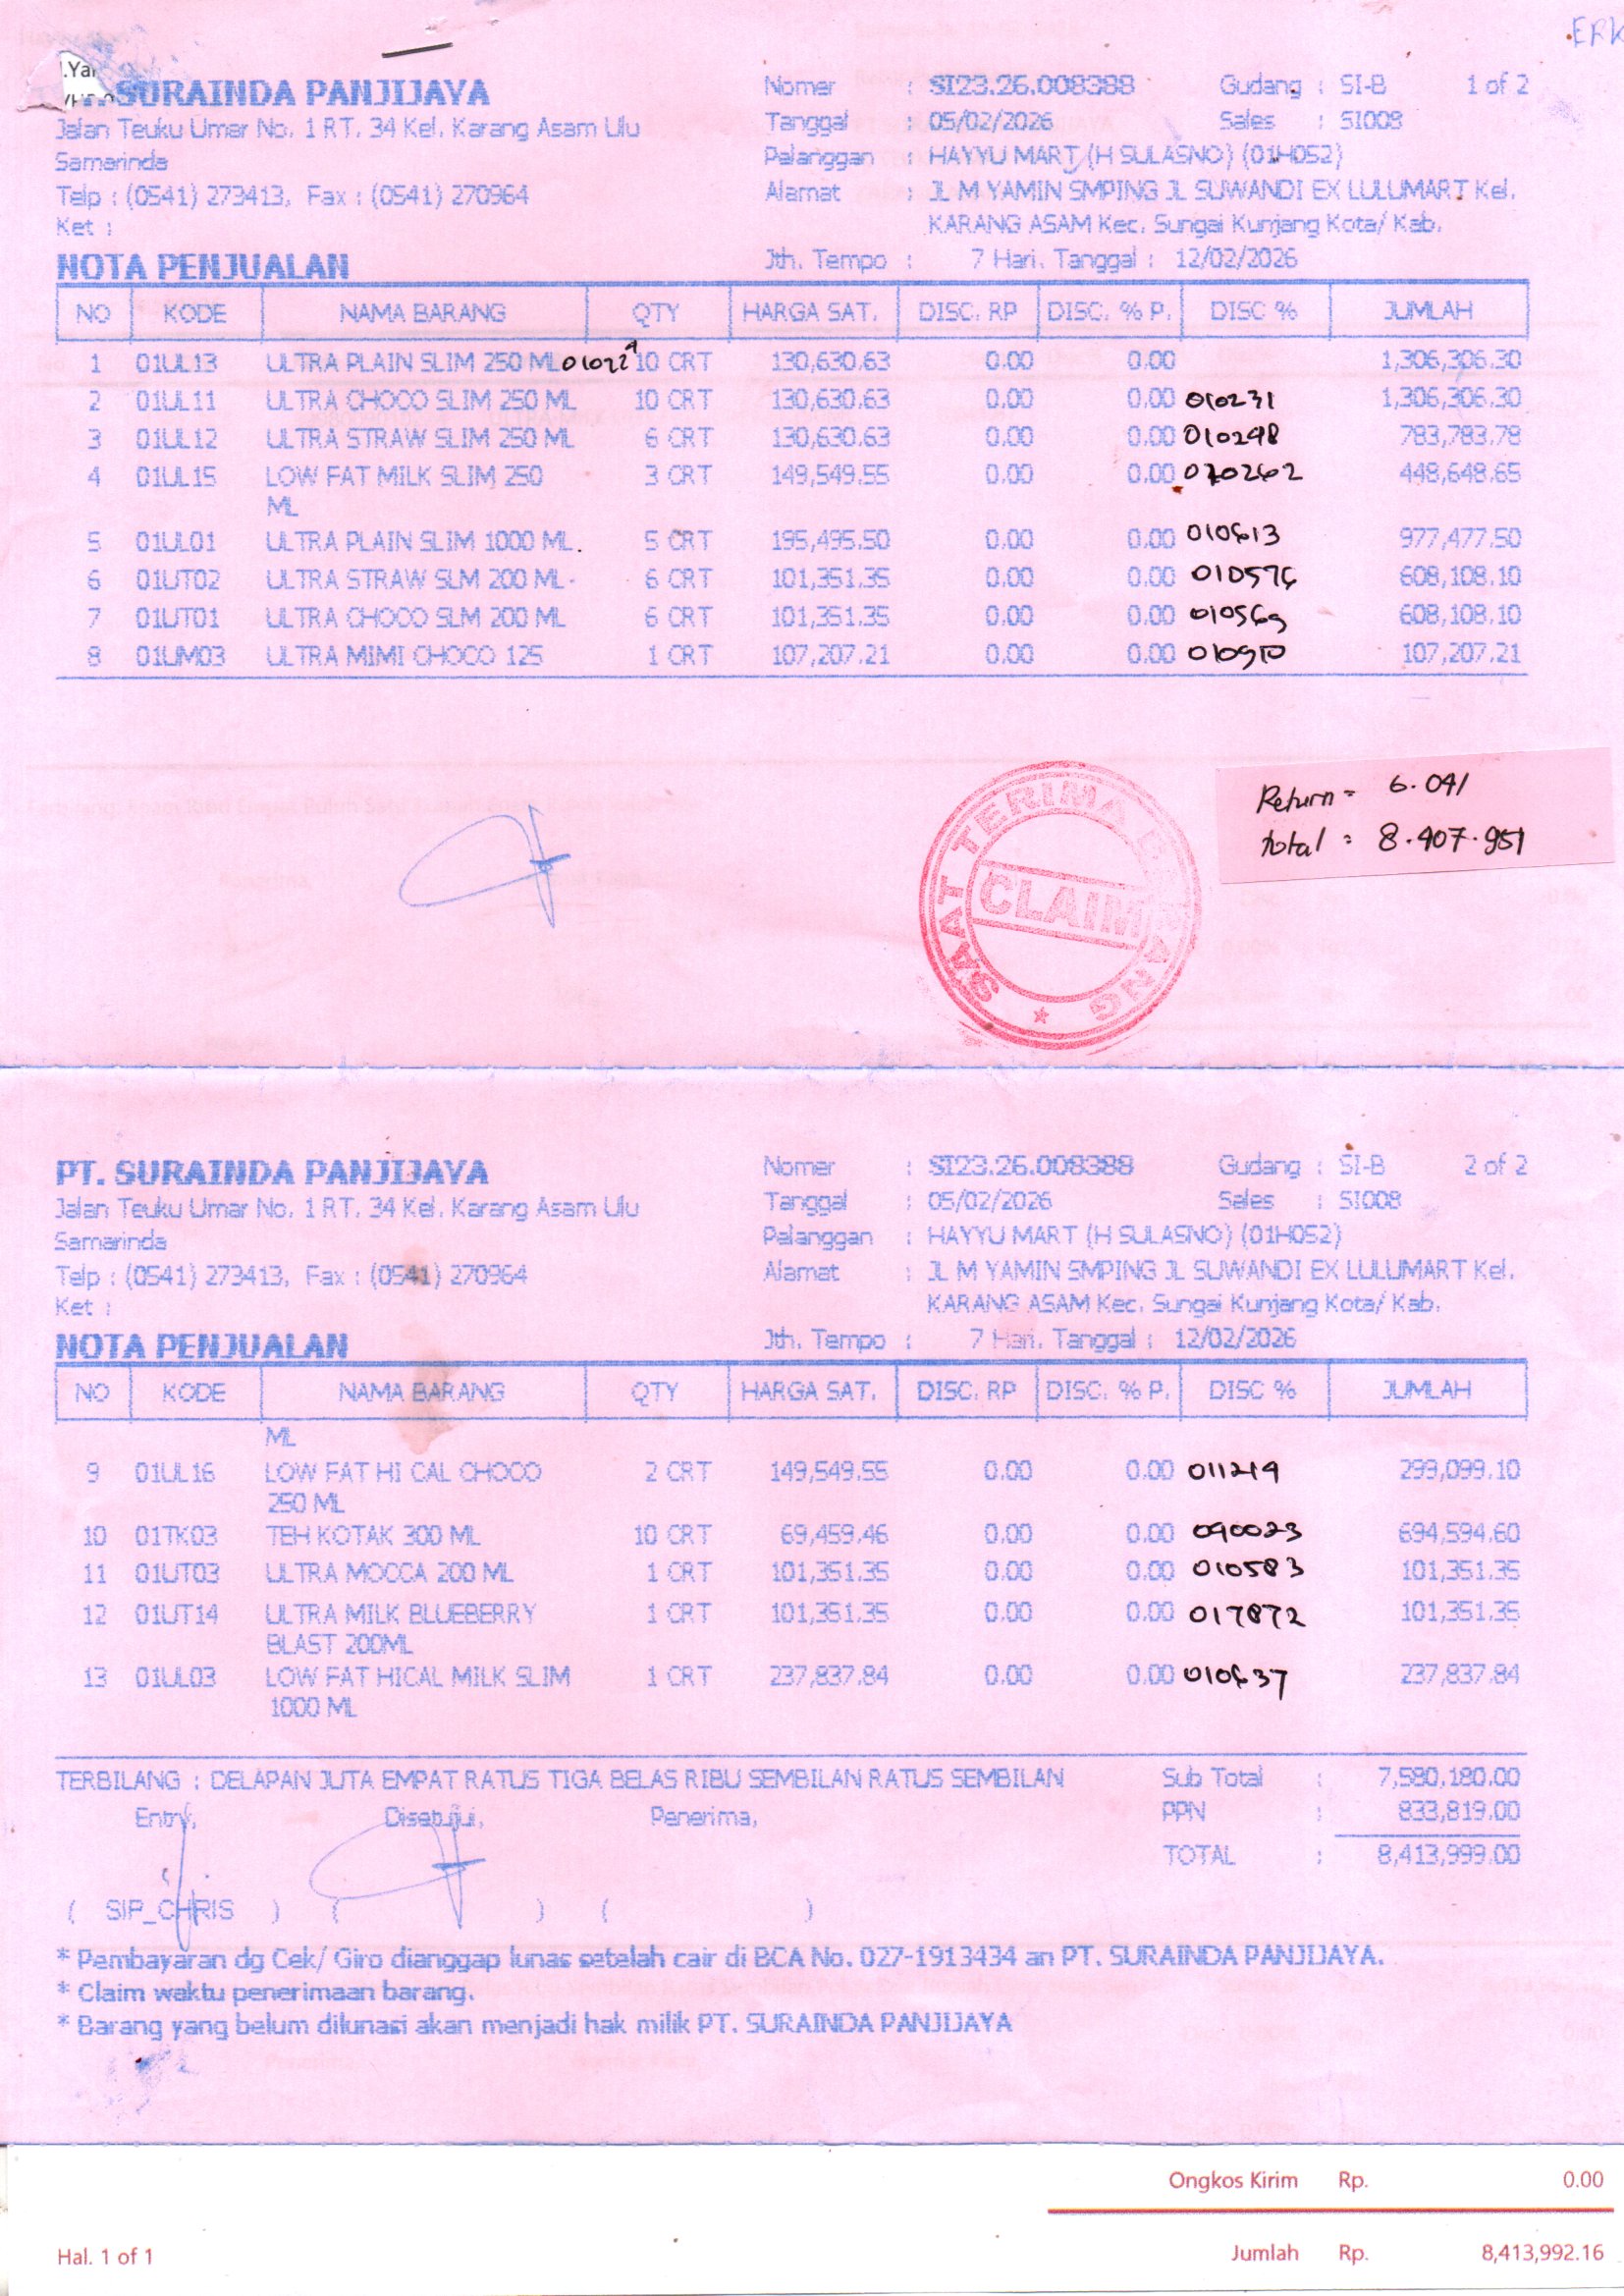 ERK
.Yar
SURAINDA PANJIJAYA
Jalan Teuku Umar No. 1 RT. 34 Kel. Karang Asam Ulu
Samarinda
Telp : (0541) 273413, Fax : (0541) 270964
Ket :
NOTA PENJUALAN
Nomer : SI23.26.008388 Gudang : SI-B 1 of 2
Tanggal : 05/02/2026 Sales : SI008
Pelanggan : HAYYU MART (H SULASNO) (01H052)
Alamat : JL M YAMIN SMPING JL SUWANDI EX LULUMART Kel.
KARANG ASAM Kec. Sungai Kunjang Kota/ Kab.
Jth. Tempo : 7 Hari. Tanggal : 12/02/2026
NO KODE NAMA BARANG QTY HARGA SAT. DISC. RP DISC. % P. DISC % JUMLAH
1 01UL13 ULTRA PLAIN SLIM 250 ML 10 CRT 130,630.63 0.00 0.00 1,306,306.30
2 01UL11 ULTRA CHOCO SLIM 250 ML 10 CRT 130,630.63 0.00 0.00 010231 1,306,306.30
3 01UL12 ULTRA STRAW SLIM 250 ML 6 CRT 130,630.63 0.00 0.00 010248 783,783.78
4 01UL15 LOW FAT MILK SLIM 250 3 CRT 149,549.55 0.00 0.00 010262 448,648.65
ML
5 01UL01 ULTRA PLAIN SLIM 1000 ML 5 CRT 195,495.50 0.00 0.00 010613 977,477.50
6 01UT02 ULTRA STRAW SLM 200 ML 6 CRT 101,351.35 0.00 0.00 010576 608,108.10
7 01UT01 ULTRA CHOCO SLM 200 ML 6 CRT 101,351.35 0.00 0.00 010569 608,108.10
8 01UM03 ULTRA MIMI CHOCO 125 1 CRT 107,207.21 0.00 0.00 107,207.21
Return = 6.041
total = 8.407.951
SAAT TERIMA BARANG
CLAIM
PT. SURAINDA PANJIJAYA
Jalan Teuku Umar No. 1 RT. 34 Kel. Karang Asam Ulu
Samarinda
Telp : (0541) 273413, Fax : (0541) 270964
Ket :
NOTA PENJUALAN
Nomer : SI23.26.008388 Gudang : SI-B 2 of 2
Tanggal : 05/02/2026 Sales : SI008
Pelanggan : HAYYU MART (H SULASNO) (01H052)
Alamat : JL M YAMIN SMPING JL SUWANDI EX LULUMART Kel.
KARANG ASAM Kec. Sungai Kunjang Kota/ Kab.
Jth. Tempo : 7 Hari. Tanggal : 12/02/2026
NO KODE NAMA BARANG QTY HARGA SAT. DISC. RP DISC. % P. DISC % JUMLAH
ML
9 01UL16 LOW FAT HI CAL CHOCO 2 CRT 149,549.55 0.00 0.00 011214 299,099.10
250 ML
10 01TK03 TEH KOTAK 300 ML 10 CRT 69,459.46 0.00 0.00 090023 694,594.60
11 01UT03 ULTRA MOCCA 200 ML 1 CRT 101,351.35 0.00 0.00 010583 101,351.35
12 01UT14 ULTRA MILK BLUEBERRY 1 CRT 101,351.35 0.00 0.00 017872 101,351.35
BLAST 200ML
13 01UL03 LOW FAT HICAL MILK SLIM 1 CRT 237,837.84 0.00 0.00 010637 237,837.84
1000 ML
TERBILANG : DELAPAN JUTA EMPAT RATUS TIGA BELAS RIBU SEMBILAN RATUS SEMBILAN
Sub Total : 7,580,180.00
PPN : 833,819.00
TOTAL : 8,413,999.00
Entry, Disetujui, Penerima,
( SIP_CHRIS ) ( ) ( )
* Pembayaran dg Cek/ Giro dianggap lunas setelah cair di BCA No. 027-1913434 an PT. SURAINDA PANJIJAYA.
* Claim waktu penerimaan barang.
* Barang yang belum dilunasi akan menjadi hak milik PT. SURAINDA PANJIJAYA
Ongkos Kirim Rp. 0.00
Hal. 1 of 1
Jumlah Rp. 8,413,992.16